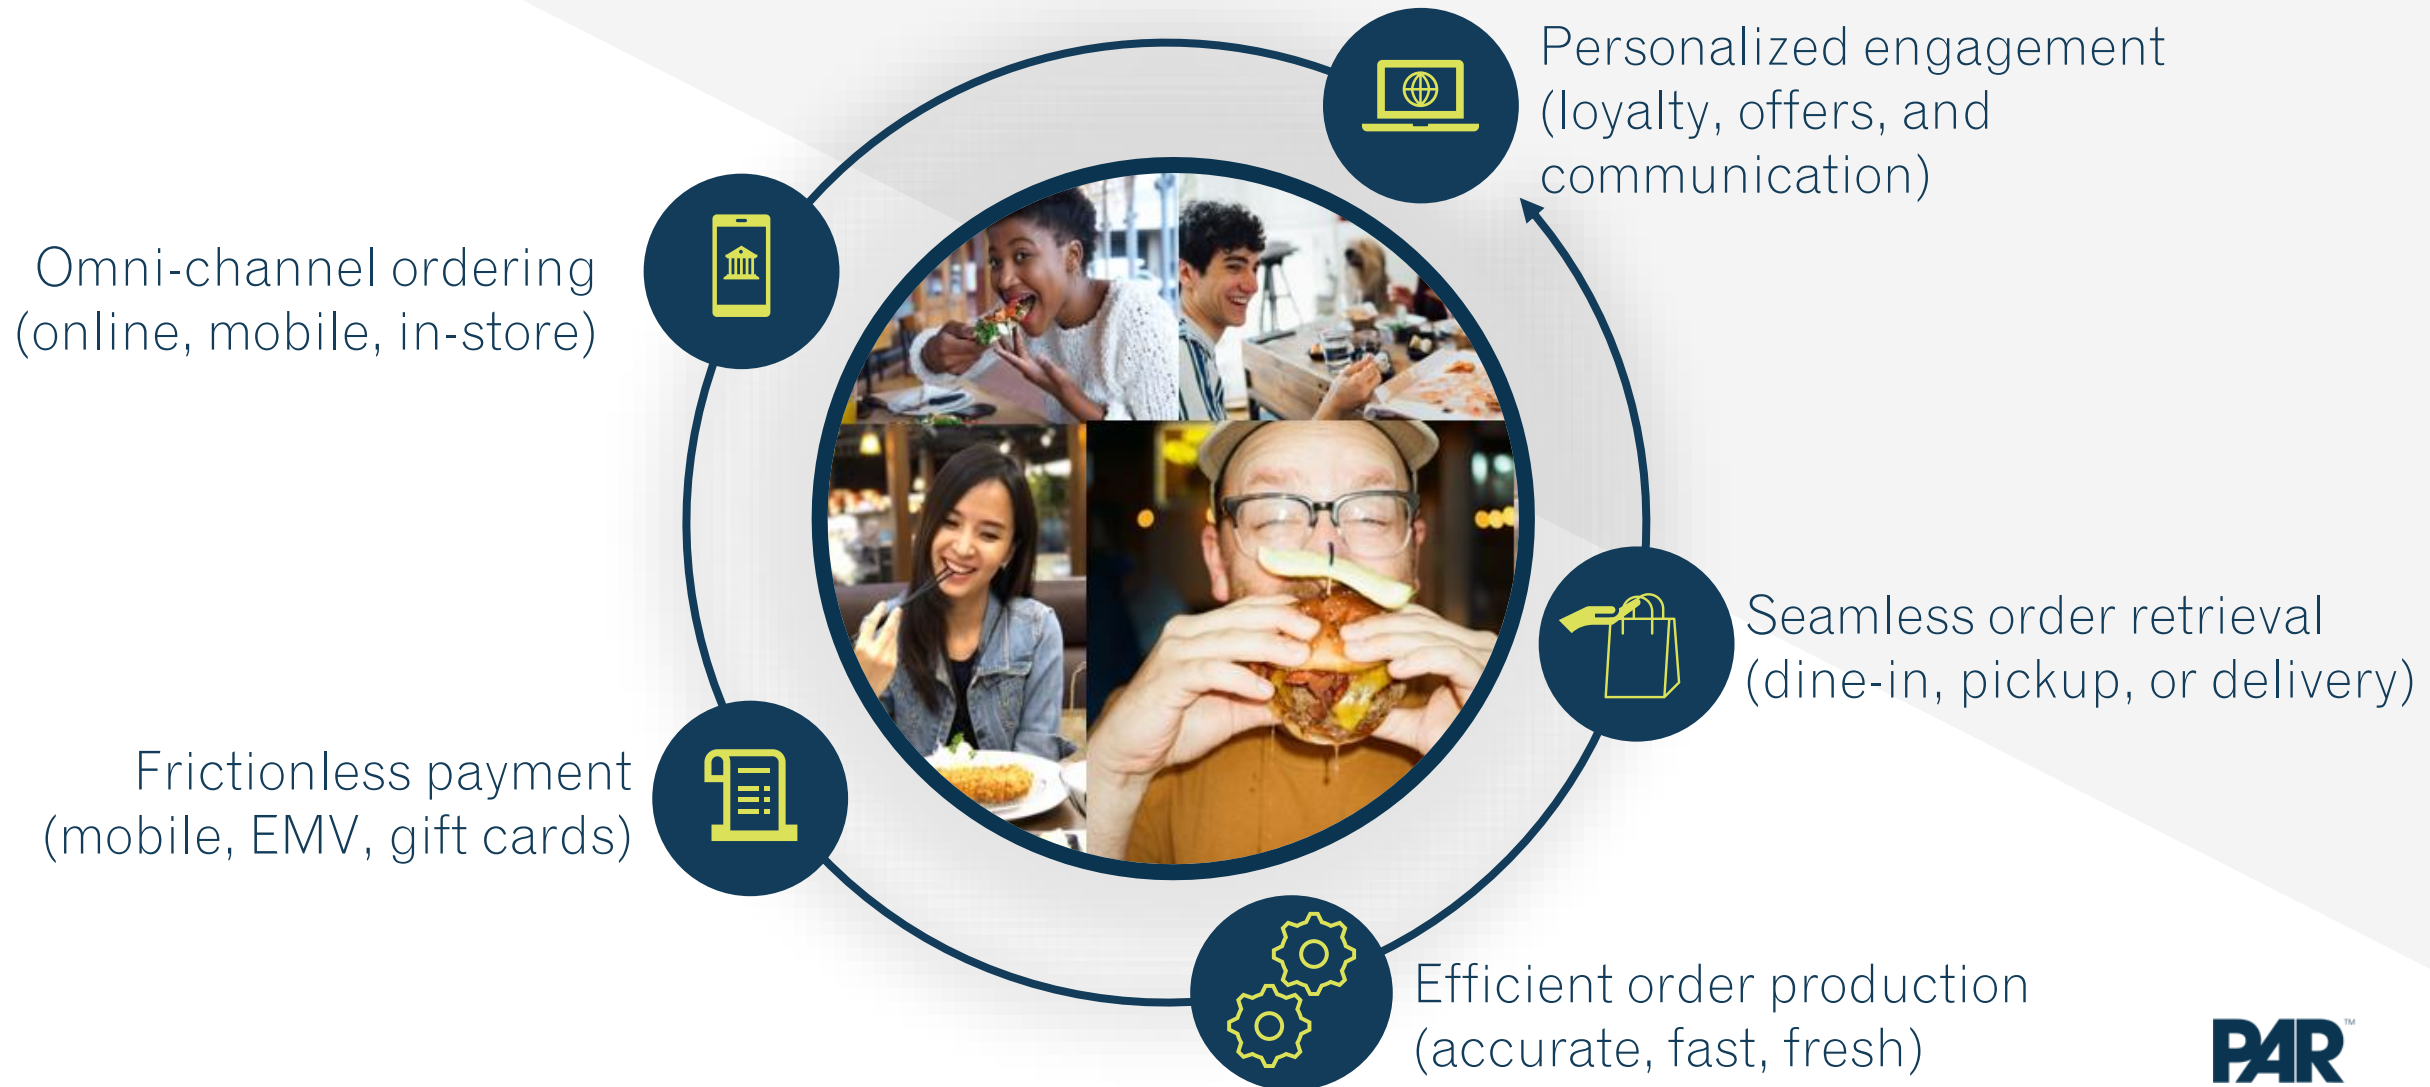 Personalized engagement
(loyalty, offers, and
communication)
Omni-channel ordering
(online, mobile, in-store)
Seamless order retrieval
(dine-in, pickup, or delivery)
Frictionless payment
(mobile, EMV, gift cards)
Efficient order production
(accurate, fast, fresh)
PAR™